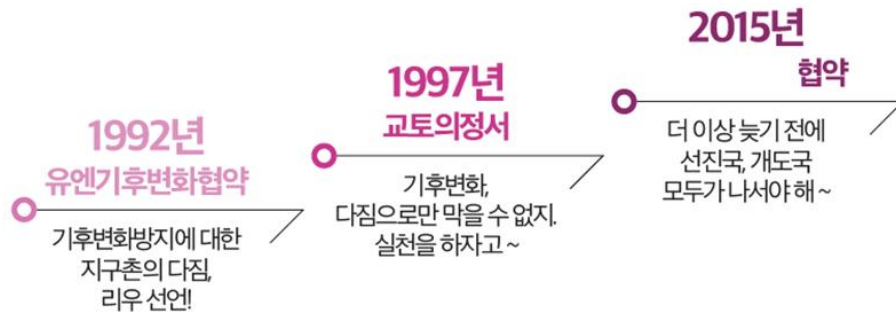 1992년
유엔기후변화협약
기후변화방지에 대한
지구촌의 다짐,
리우 선언!
1997년
교토의정서
기후변화,
다짐으로만 막을 수 없지.
실천을 하자고~
2015년
협약
더 이상 늦기 전에
선진국, 개도국
모두가 나서야 해~